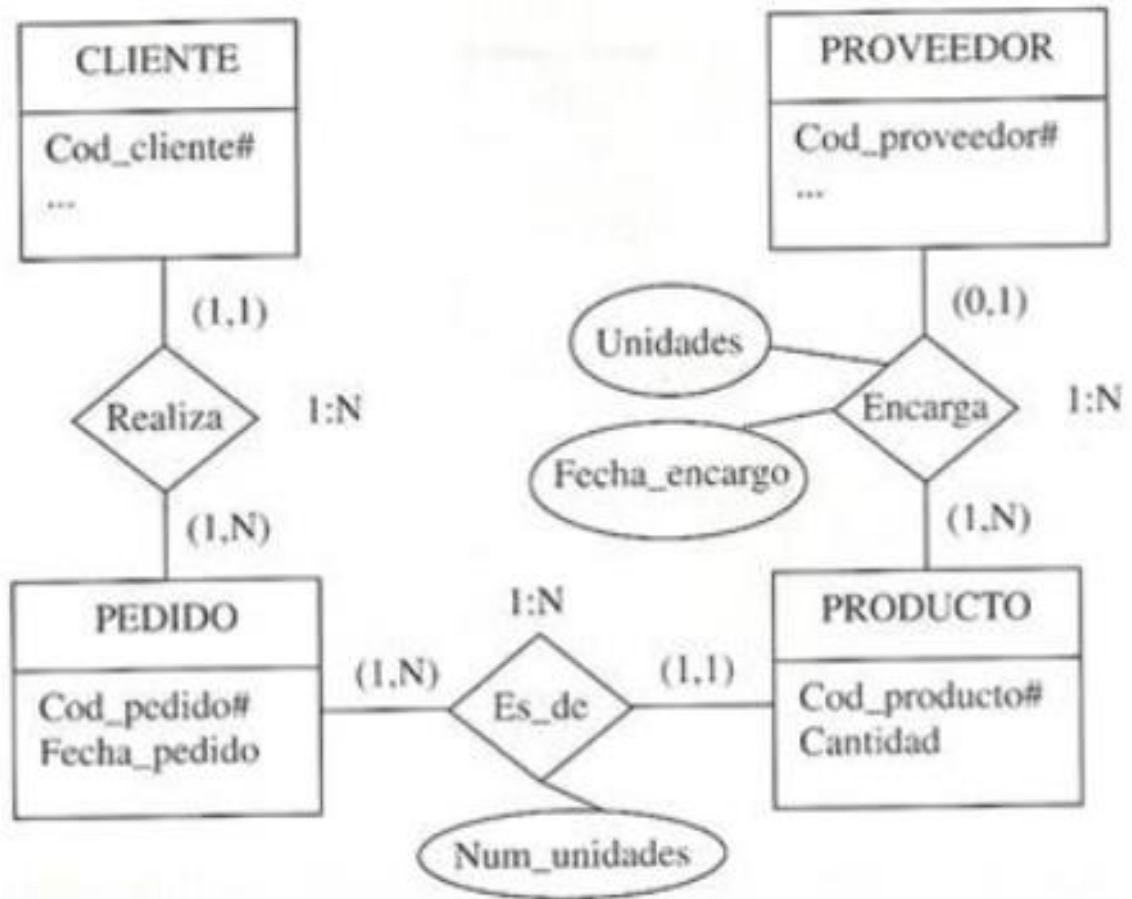 CLIENTE
Cod_cliente#
...
PROVEEDOR
Cod_proveedor#
...
(1,1)
(0,1)
Unidades
Realiza
1:N
Encarga
1:N
Fecha_encargo
(1,N)
(1,N)
PEDIDO
Cod_pedido#
Fecha_pedido
1:N
(1,N)
Es_de
(1,1)
PRODUCTO
Cod_producto#
Cantidad
Num_unidades